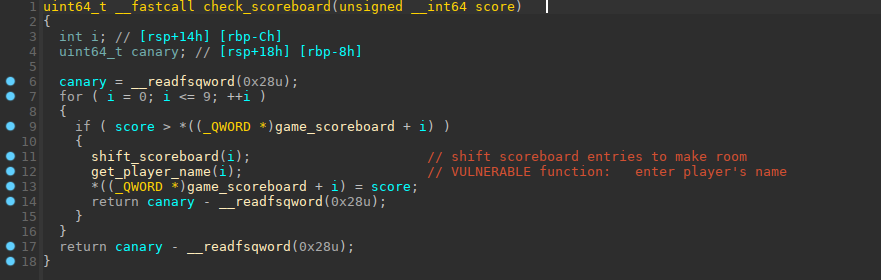 1 uint64_t __fastcall check_scoreboard(unsigned __int64 score)
2 {
3   int i; // [rsp+14h] [rbp-Ch]
4   uint64_t canary; // [rsp+18h] [rbp-8h]
5
6   canary = __readfsqword(0x28u);
7   for ( i = 0; i <= 9; ++i )
8   {
9     if ( score > *((_QWORD *)game_scoreboard + i) )
10     {
11       shift_scoreboard(i);                       // shift scoreboard entries to make room
12       get_player_name(i);                        // VULNERABLE function:   enter player's name
13       *((_QWORD *)game_scoreboard + i) = score;
14       return canary - __readfsqword(0x28u);
15     }
16   }
17   return canary - __readfsqword(0x28u);
18 }